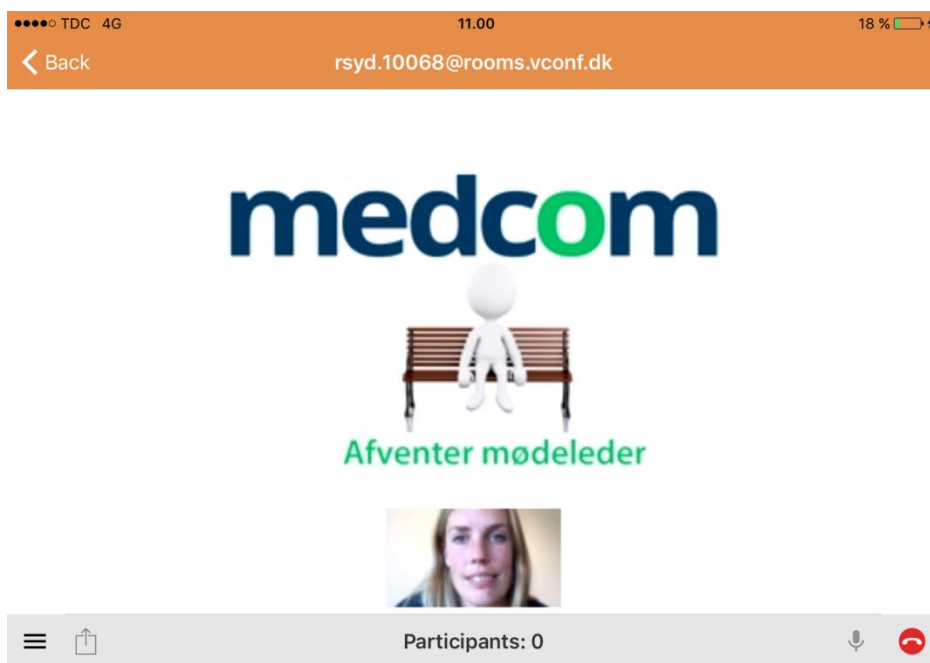 TDC 4G
11.00
18 %
Back
rsyd.10068@rooms.vconf.dk
medcom
Afventer mødeleder
Participants: 0